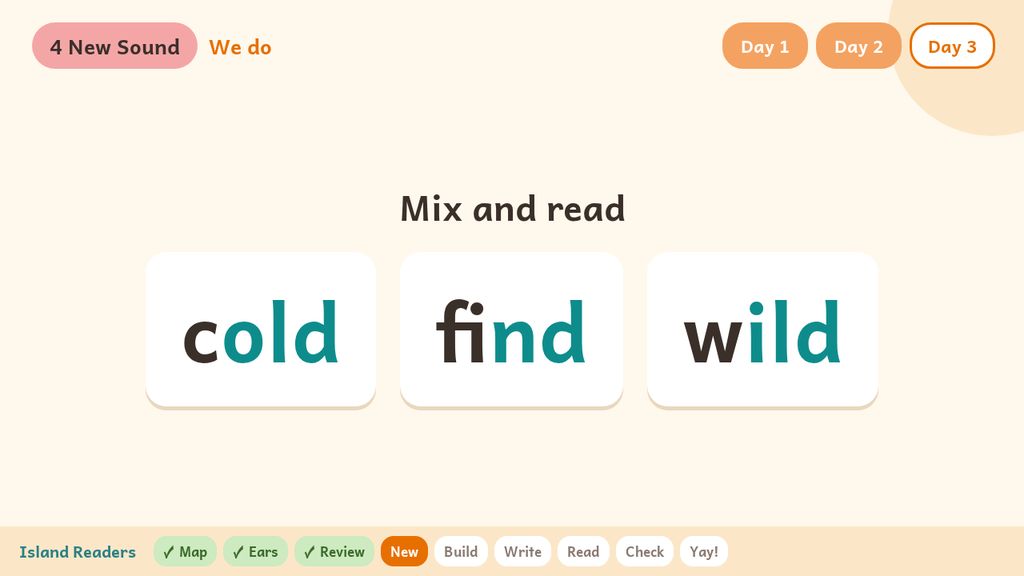 4 New Sound We do Day 1 Day 2 Day 3
Mix and read
cold find wild
Island Readers ✓ Map ✓ Ears ✓ Review New Build Write Read Check Yay!